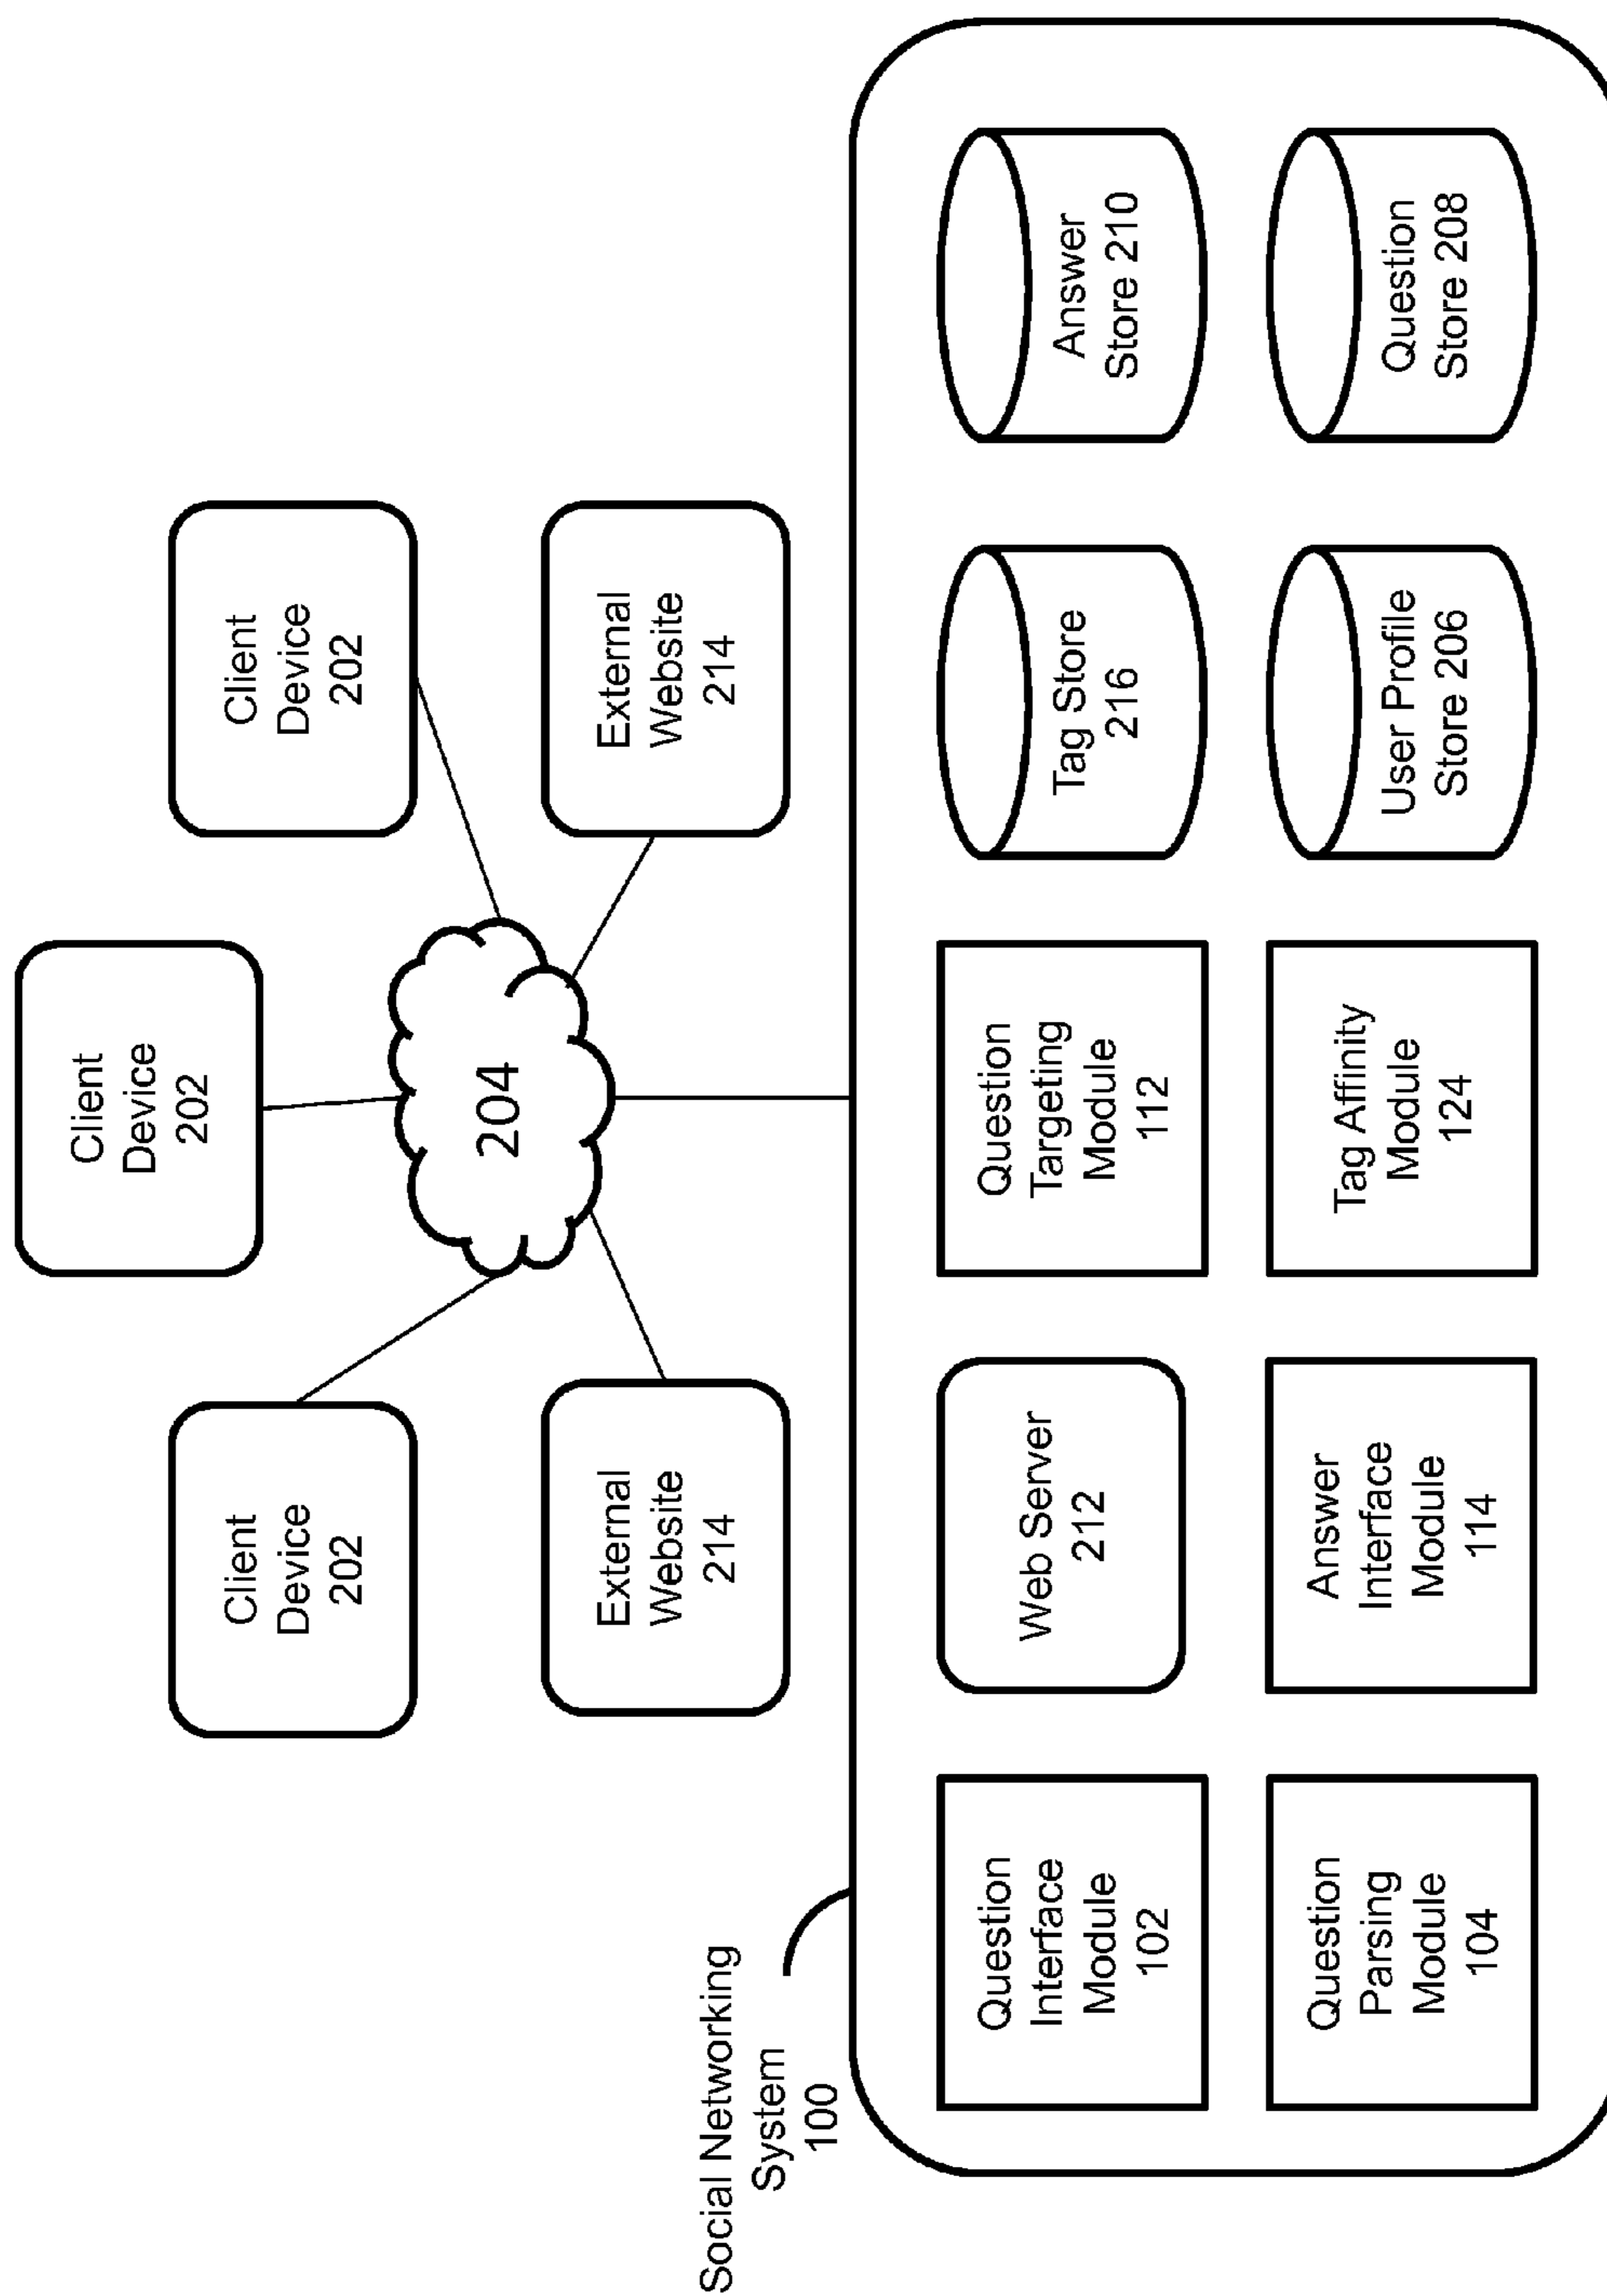 Client
Device
202
Client
Device
202
Client
Device
202
204
External
Website
214
External
Website
214
Social Networking
System
100
Question
Interface
Module
102
Web Server
212
Question
Targeting
Module
112
Tag Store
216
Answer
Store 210
Question
Parsing
Module
104
Answer
Interface
Module
114
Tag Affinity
Module
124
User Profile
Store 206
Question
Store 208